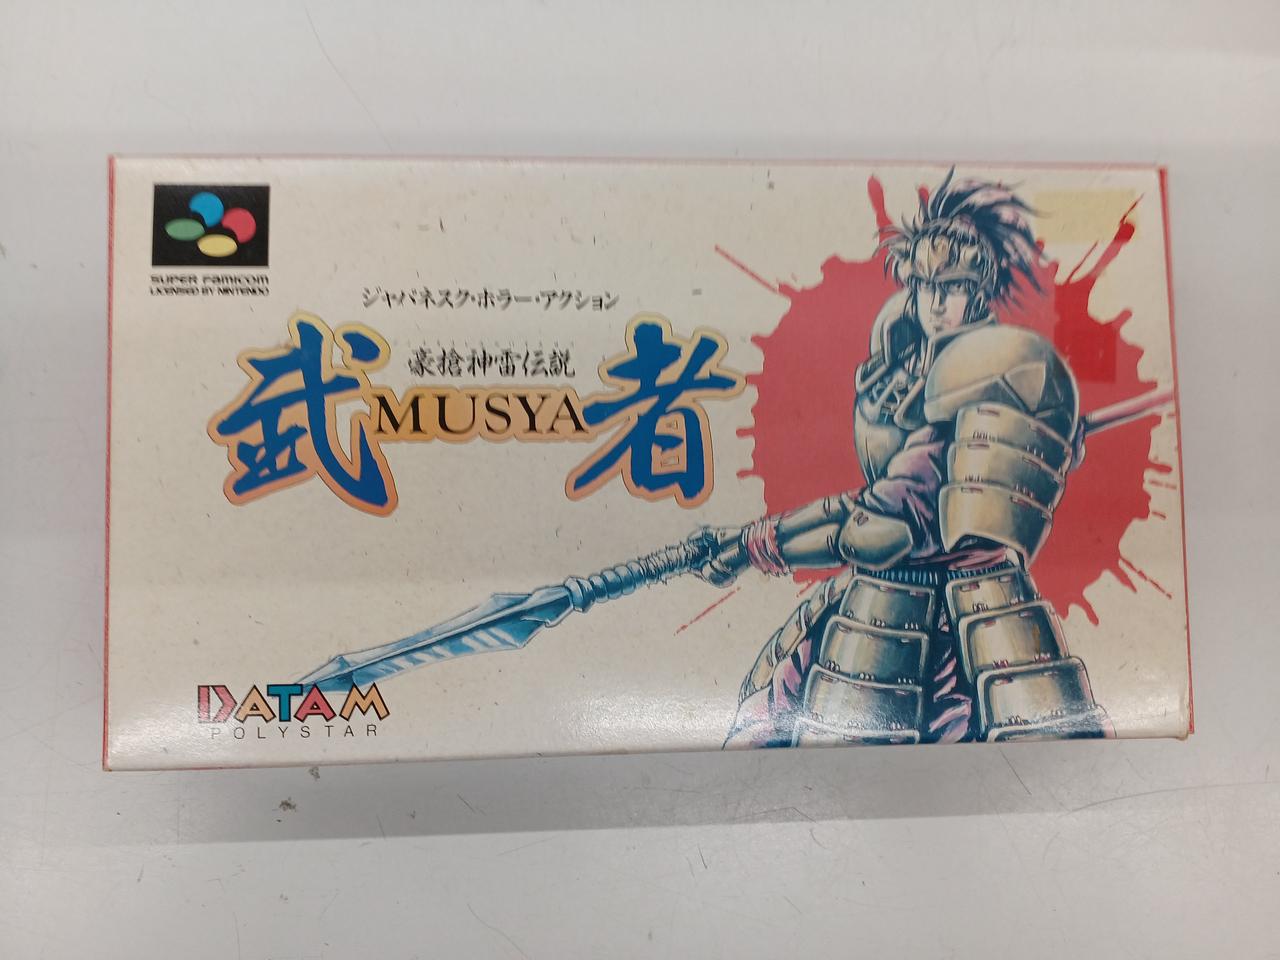 SUPER FAMICOM
LICENSED BY NINTENDO
ジャパネスク・ホラー・アクション
豪槍神雷伝説
武 MUSYA 者
DATAM
POLYSTAR